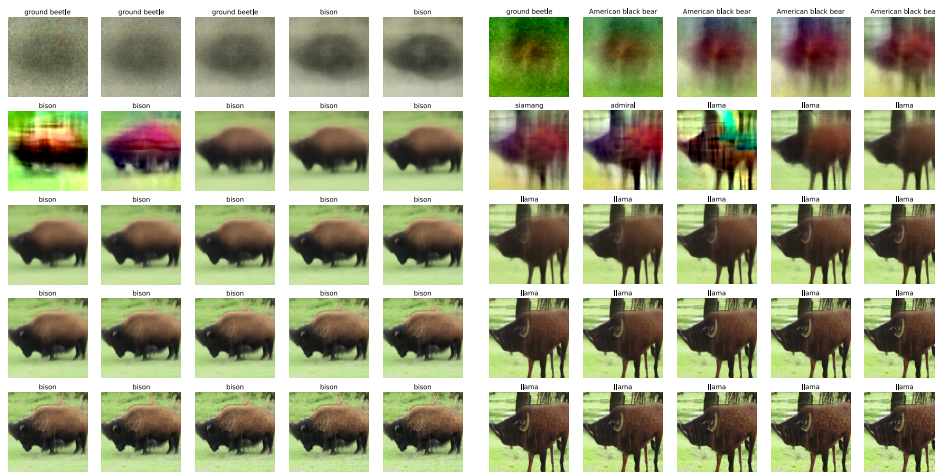 ground beetle ground beetle ground beetle bison bison ground beetle American black bear American black bear American black bear American black bear
bison bison bison bison bison siamang admiral llama llama llama
bison bison bison bison bison llama llama llama llama llama
bison bison bison bison bison llama llama llama llama llama
bison bison bison bison bison llama llama llama llama llama